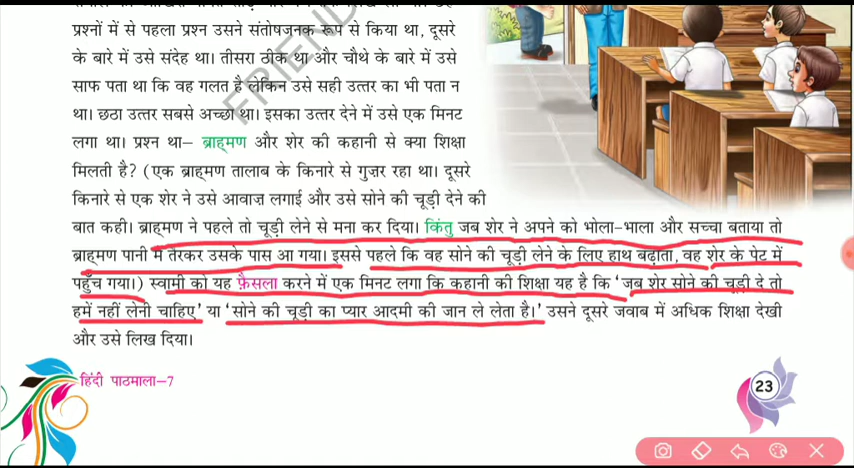 प्रश्नों में से पहला प्रश्न उसने संतोषजनक रूप से किया था, दूसरे
के बारे में उसे संदेह था। तीसरा ठीक था और चौथे के बारे में उसे
साफ पता था कि वह गलत है लेकिन उसे सही उत्तर का भी पता न
था। छठा उत्तर सबसे अच्छा था। इसका उत्तर देने में उसे एक मिनट
लगा था। प्रश्न था– ब्राह्मण और शेर की कहानी से क्या शिक्षा
मिलती है? (एक ब्राह्मण तालाब के किनारे से गुज़र रहा था। दूसरे
किनारे से एक शेर ने उसे आवाज़ लगाई और उसे सोने की चूड़ी देने की
बात कही। ब्राह्मण ने पहले तो चूड़ी लेने से मना कर दिया। किंतु जब शेर ने अपने को भोला-भाला और सच्चा बताया तो
ब्राह्मण पानी में तैरकर उसके पास आ गया। इससे पहले कि वह सोने की चूड़ी लेने के लिए हाथ बढ़ाता, वह शेर के पेट में
पहुँच गया।) स्वामी को यह फ़ैसला करने में एक मिनट लगा कि कहानी की शिक्षा यह है कि 'जब शेर सोने की चूड़ी दे तो
हमें नहीं लेनी चाहिए' या 'सोने की चूड़ी का प्यार आदमी की जान ले लेता है।' उसने दूसरे जवाब में अधिक शिक्षा देखी
और उसे लिख दिया।
हिंदी पाठमाला–7
23